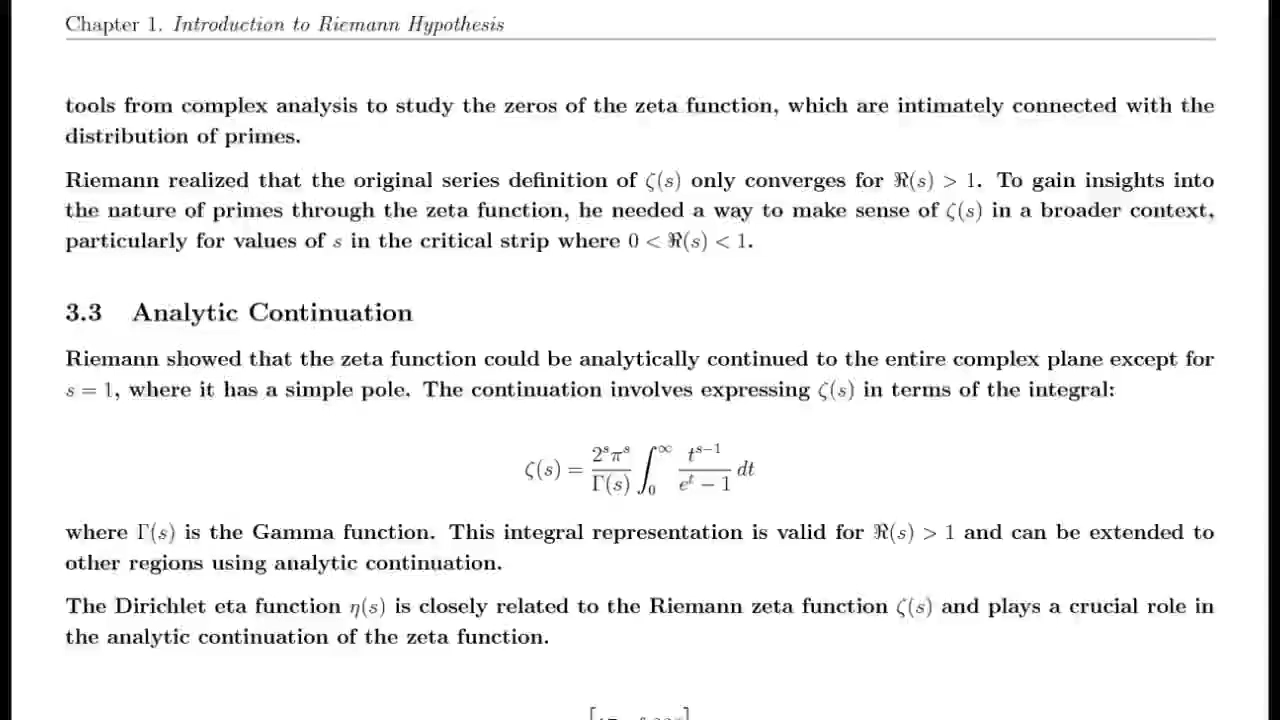 Chapter 1. Introduction to Riemann Hypothesis
tools from complex analysis to study the zeros of the zeta function, which are intimately connected with the
distribution of primes.
Riemann realized that the original series definition of ζ(s) only converges for ℜ(s) > 1. To gain insights into
the nature of primes through the zeta function, he needed a way to make sense of ζ(s) in a broader context,
particularly for values of s in the critical strip where 0 < ℜ(s) < 1.
3.3 Analytic Continuation
Riemann showed that the zeta function could be analytically continued to the entire complex plane except for
s = 1, where it has a simple pole. The continuation involves expressing ζ(s) in terms of the integral:
ζ(s) = 2^s π^s / Γ(s) ∫_0^∞ t^{s−1} / (e^t − 1) dt
where Γ(s) is the Gamma function. This integral representation is valid for ℜ(s) > 1 and can be extended to
other regions using analytic continuation.
The Dirichlet eta function η(s) is closely related to the Riemann zeta function ζ(s) and plays a crucial role in
the analytic continuation of the zeta function.